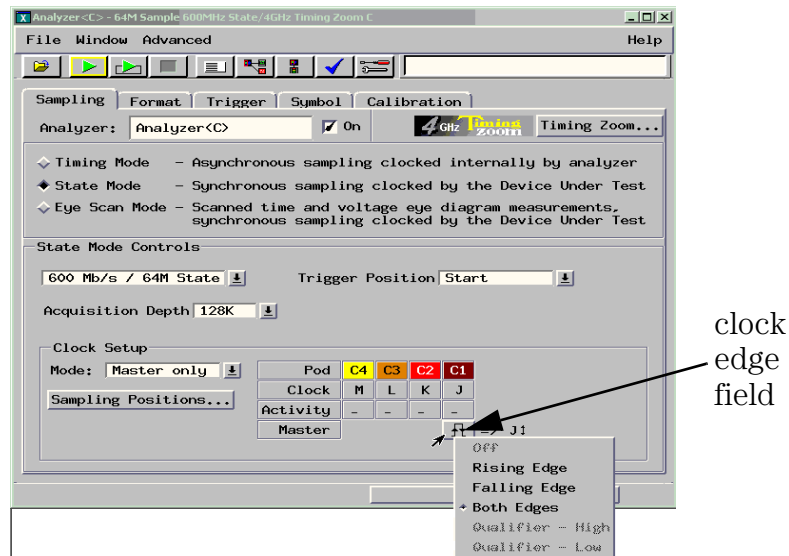 Analyzer<C> - 64M Sample 600MHz State/4GHz Timing Zoom C
File Window Advanced Help
Sampling Format Trigger Symbol Calibration
Analyzer: Analyzer<C> On 4 GHz Timing Zoom Timing Zoom...
Timing Mode - Asynchronous sampling clocked internally by analyzer
State Mode - Synchronous sampling clocked by the Device Under Test
Eye Scan Mode - Scanned time and voltage eye diagram measurements,
synchronous sampling clocked by the Device Under Test
State Mode Controls
600 Mb/s / 64M State Trigger Position Start
Acquisition Depth 128K
Clock Setup
Mode: Master only
Sampling Positions...
Pod C4 C3 C2 C1
Clock M L K J
Activity - - - -
Master => J↕
Off
Rising Edge
Falling Edge
Both Edges
Qualifier - High
Qualifier - Low
clock
edge
field